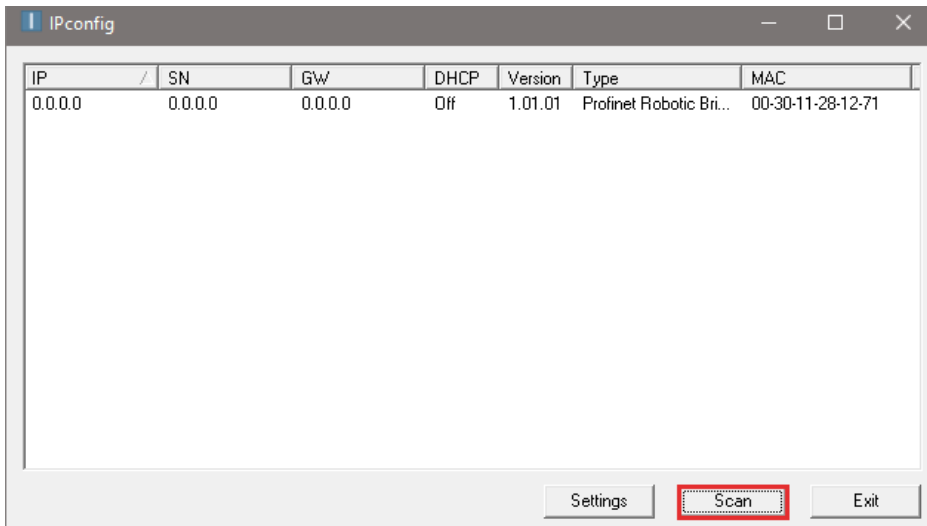 IPconfig
IP SN GW DHCP Version Type MAC
0.0.0.0 0.0.0.0 0.0.0.0 Off 1.01.01 Profinet Robotic Bri... 00-30-11-28-12-71
Settings Scan Exit